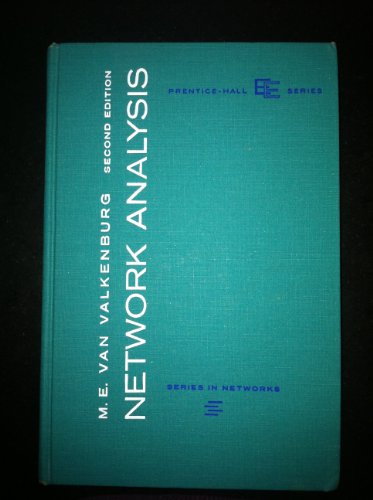 PRENTICE-HALL EE SERIES
M. E. VAN VALKENBURG SECOND EDITION
NETWORK ANALYSIS
SERIES IN NETWORKS